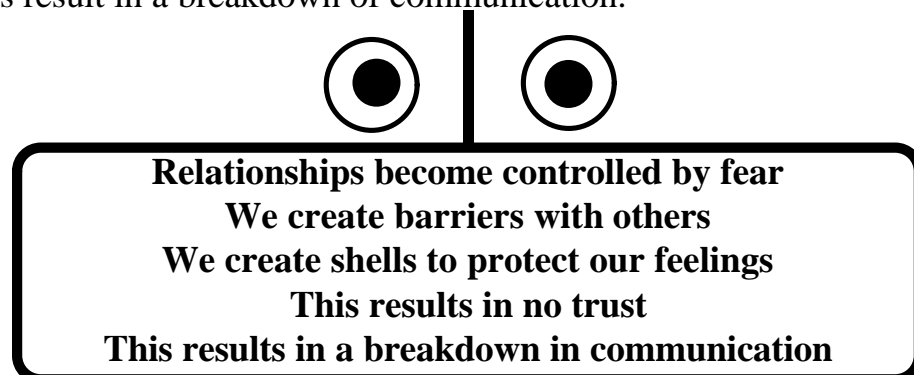 s result in a breakdown of communication.
Relationships become controlled by fear
We create barriers with others
We create shells to protect our feelings
This results in no trust
This results in a breakdown in communication